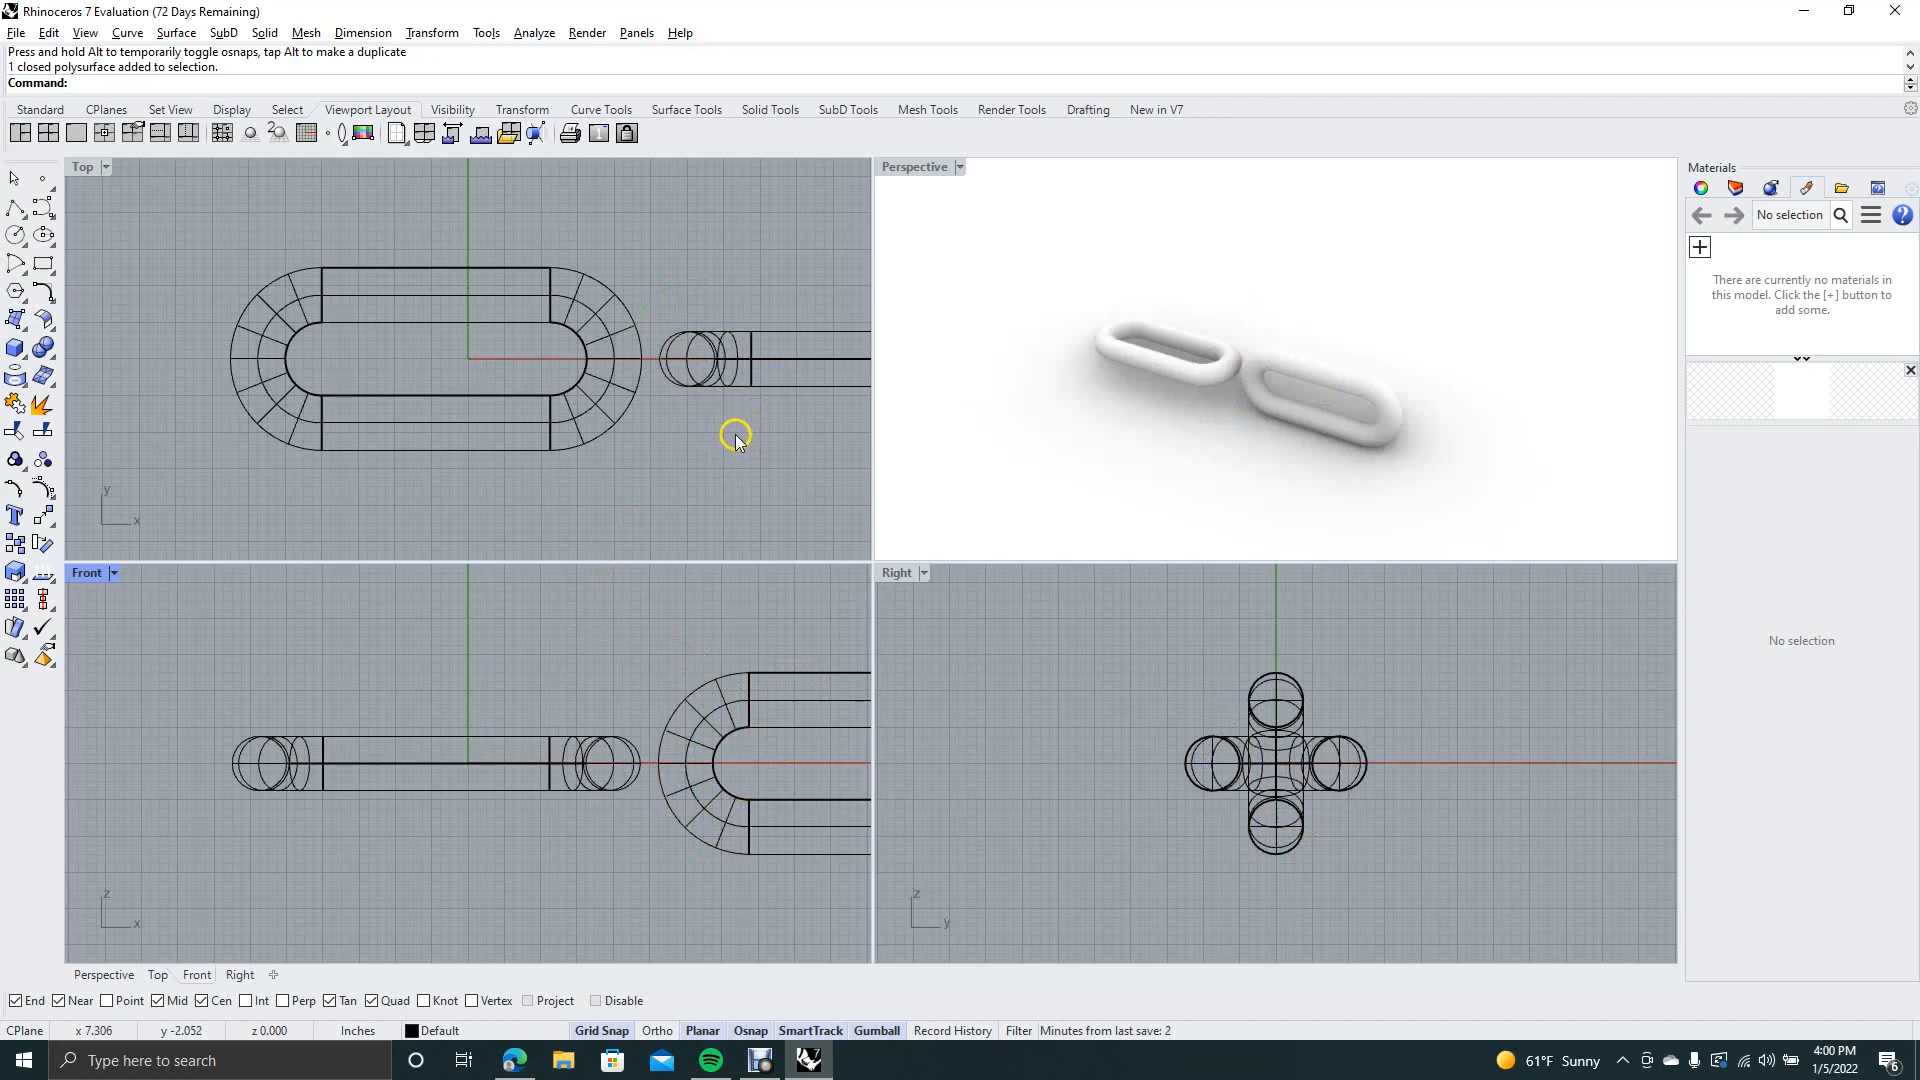 Rhinoceros 7 Evaluation (72 Days Remaining)
File Edit View Curve Surface SubD Solid Mesh Dimension Transform Tools Analyze Render Panels Help
Press and hold Alt to temporarily toggle osnaps, tap Alt to make a duplicate
1 closed polysurface added to selection.
Command:
Standard CPlanes Set View Display Select Viewport Layout Visibility Transform Curve Tools Surface Tools Solid Tools SubD Tools Mesh Tools Render Tools Drafting New in V7
Top
Perspective
Materials
No selection
There are currently no materials in
this model. Click the [+] button to
add some.
y
x
Front
Right
No selection
z
x
z
y
Perspective Top Front Right
End Near Point Mid Cen Int Perp Tan Quad Knot Vertex Project Disable
CPlane x 7.306 y -2.052 z 0.000 Inches Default Grid Snap Ortho Planar Osnap SmartTrack Gumball Record History Filter Minutes from last save: 2
Type here to search
61°F Sunny
4:00 PM
1/5/2022
6